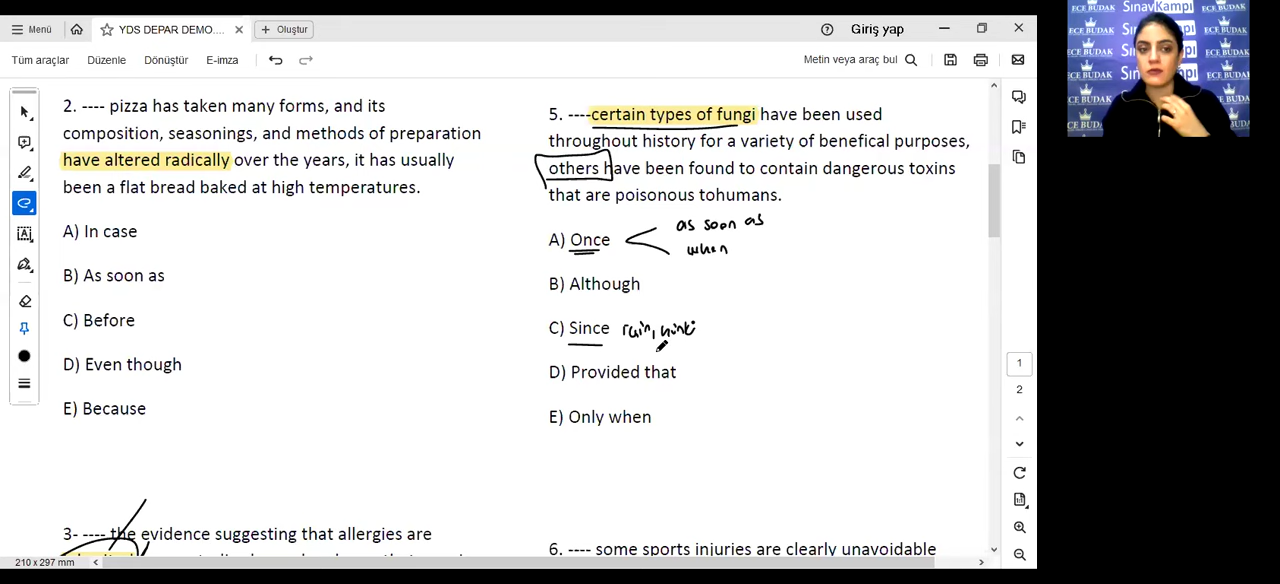 Menü
YDS DEPAR DEMO....
Oluştur
Giriş yap
Tüm araçlar
Düzenle
Dönüştür
E-imza
Metin veya araç bul
2. ---- pizza has taken many forms, and its
composition, seasonings, and methods of preparation
have altered radically over the years, it has usually
been a flat bread baked at high temperatures.
A) In case
B) As soon as
C) Before
D) Even though
E) Because
3- ---- the evidence suggesting that allergies are
5. ----certain types of fungi have been used
throughout history for a variety of benefical purposes,
others have been found to contain dangerous toxins
that are poisonous tohumans.
A) Once
as soon as
when
B) Although
C) Since
D) Provided that
E) Only when
6. ---- some sports injuries are clearly unavoidable
1
2
210 x 297 mm
SınavKampı
ECE BUDAK